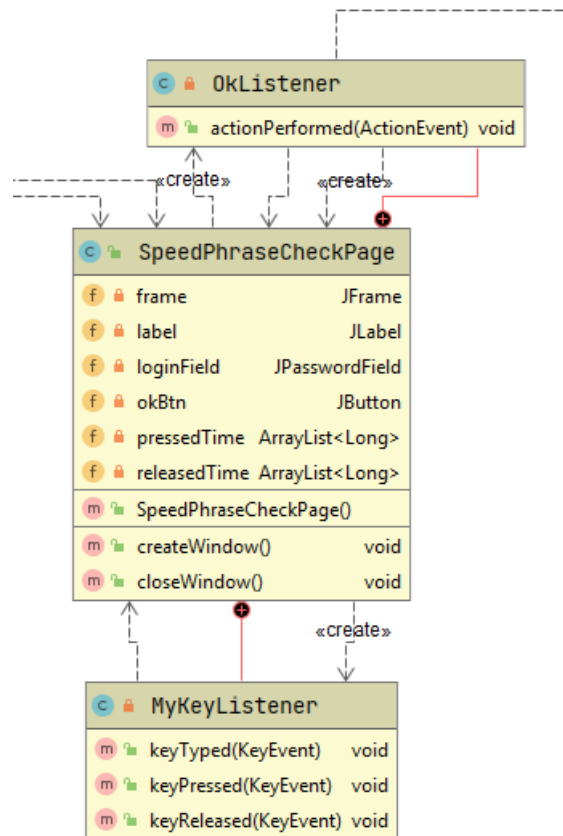 C OkListener
m actionPerformed(ActionEvent) void
«create» «create»
C SpeedPhraseCheckPage
f frame JFrame
f label JLabel
f loginField JPasswordField
f okBtn JButton
f pressedTime ArrayList<Long>
f releasedTime ArrayList<Long>
m SpeedPhraseCheckPage()
m createWindow() void
m closeWindow() void
«create»
C MyKeyListener
m keyTyped(KeyEvent) void
m keyPressed(KeyEvent) void
m keyReleased(KeyEvent) void